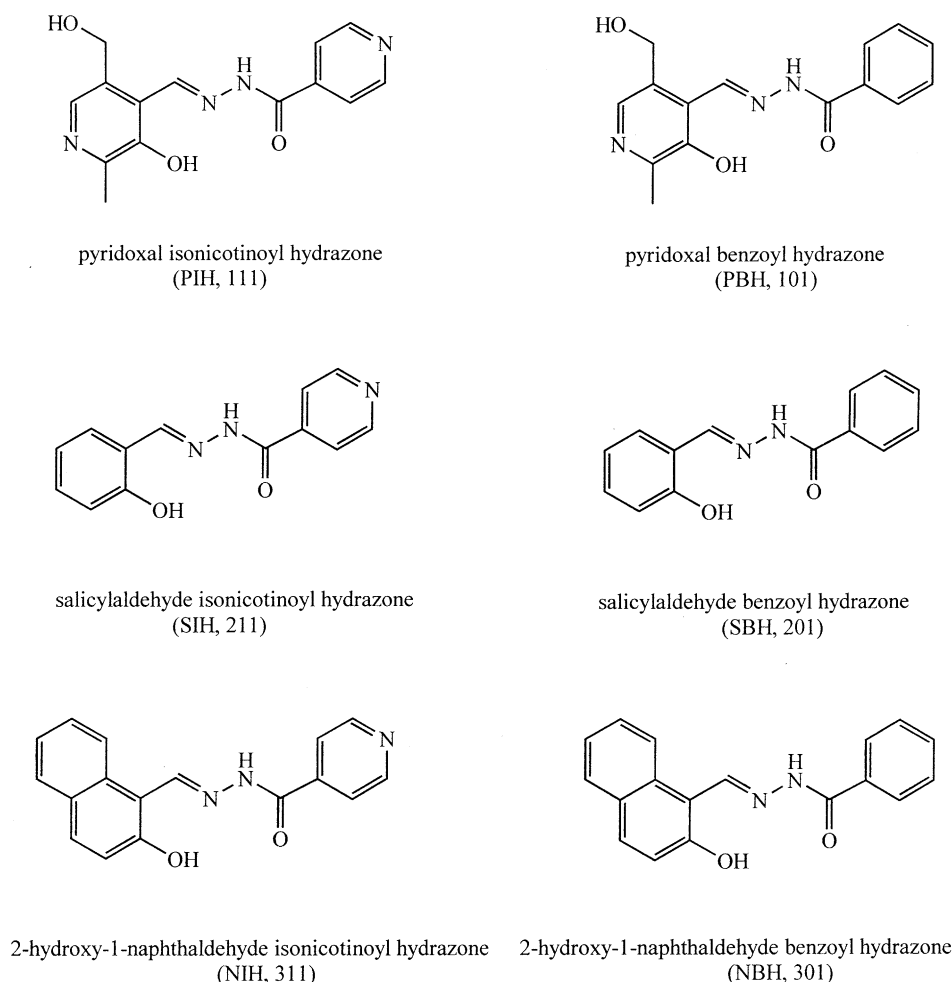 HO
N
H
N
N
O
N
OH
pyridoxal isonicotinoyl hydrazone
(PIH, 111)
HO
H
N
N
O
N
OH
pyridoxal benzoyl hydrazone
(PBH, 101)
N
H
N
N
O
OH
salicylaldehyde isonicotinoyl hydrazone
(SIH, 211)
H
N
N
O
OH
salicylaldehyde benzoyl hydrazone
(SBH, 201)
N
H
N
N
O
OH
2-hydroxy-1-naphthaldehyde isonicotinoyl hydrazone
(NIH, 311)
H
N
N
O
OH
2-hydroxy-1-naphthaldehyde benzoyl hydrazone
(NBH, 301)